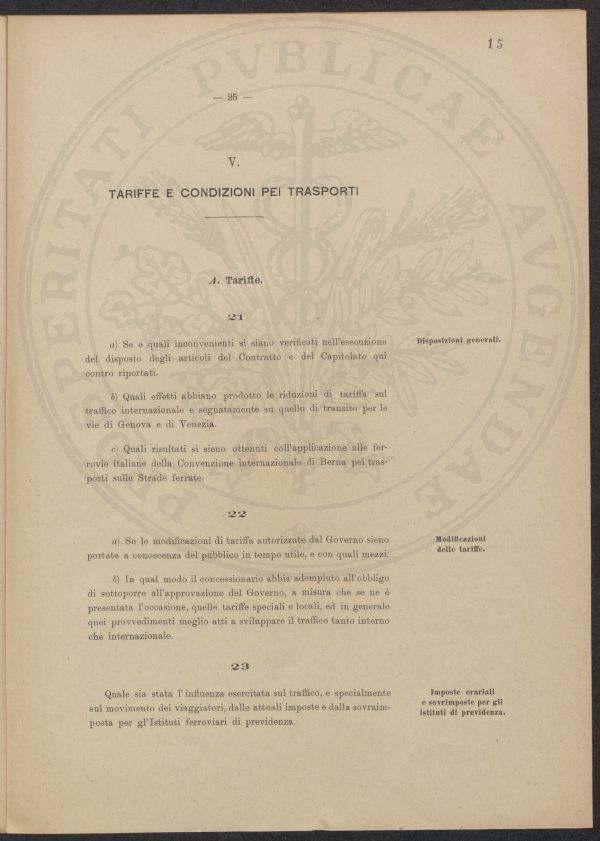 15
— 25 —
V.
TARIFFE E CONDIZIONI PEI TRASPORTI
A. Tariffe.
21
a) Se e quali inconvenienti si siano verificati nell'esecuzione
del disposto degli articoli del Contratto e del Capitolato qui
contro riportati.
Disposizioni generali.
b) Quali effetti abbiano prodotto le riduzioni di tariffa sul
traffico internazionale e segnatamente su quello di transito per le
vie di Genova e di Venezia.
c) Quali risultati si sieno ottenuti coll'applicazione alle fer-
rovie italiane della Convenzione internazionale di Berna pei tras-
porti sulle Strade ferrate.
22
a) Se le modificazioni di tariffa autorizzate dal Governo sieno
portate a conoscenza del pubblico in tempo utile, e con quali mezzi.
Modificazioni
delle tariffe.
b) In qual modo il concessionario abbia adempiuto all'obbligo
di sottoporre all'approvazione del Governo, a misura che se ne è
presentata l'occasione, quelle tariffe speciali e locali, ed in generale
quei provvedimenti meglio atti a sviluppare il traffico tanto interno
che internazionale.
23
Quale sia stata l'influenza esercitata sul traffico, e specialmente
sul movimento dei viaggiatori, dalle attuali imposte e dalla sovraim-
posta per gl'Istituti ferroviari di previdenza.
Imposte erariali
e sovrimposte per gli
istituti di previdenza.
PROSPERITATI PVBLICAE AVGENDAE